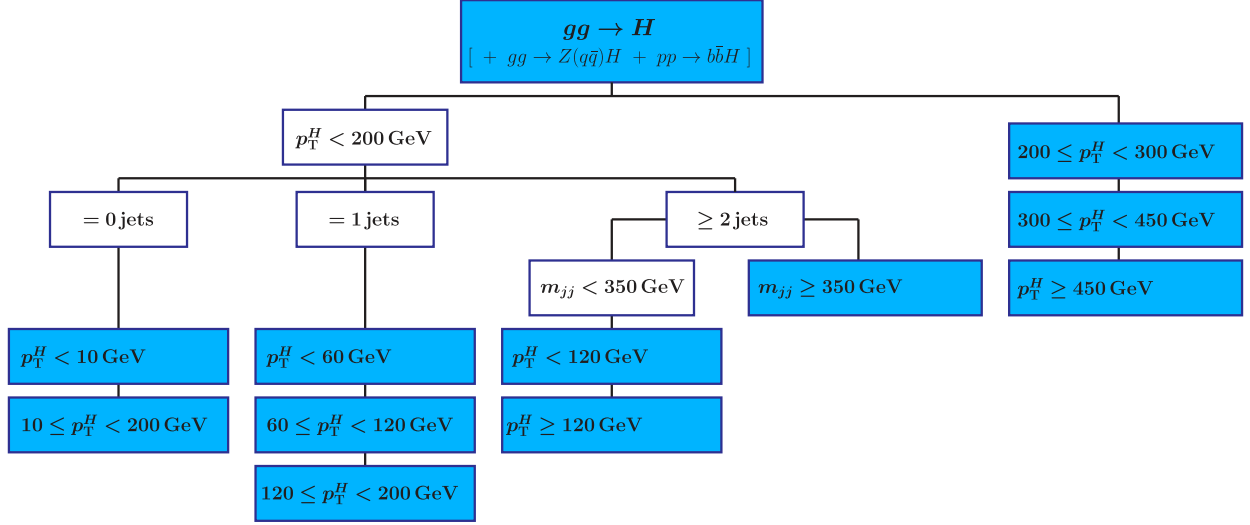 gg → H
[ + gg → Z(qq̄)H + pp → bb̄H ]
p_T^H < 200 GeV
200 ≤ p_T^H < 300 GeV
= 0 jets
= 1 jets
≥ 2 jets
300 ≤ p_T^H < 450 GeV
m_jj < 350 GeV
m_jj ≥ 350 GeV
p_T^H ≥ 450 GeV
p_T^H < 10 GeV
p_T^H < 60 GeV
p_T^H < 120 GeV
10 ≤ p_T^H < 200 GeV
60 ≤ p_T^H < 120 GeV
p_T^H ≥ 120 GeV
120 ≤ p_T^H < 200 GeV